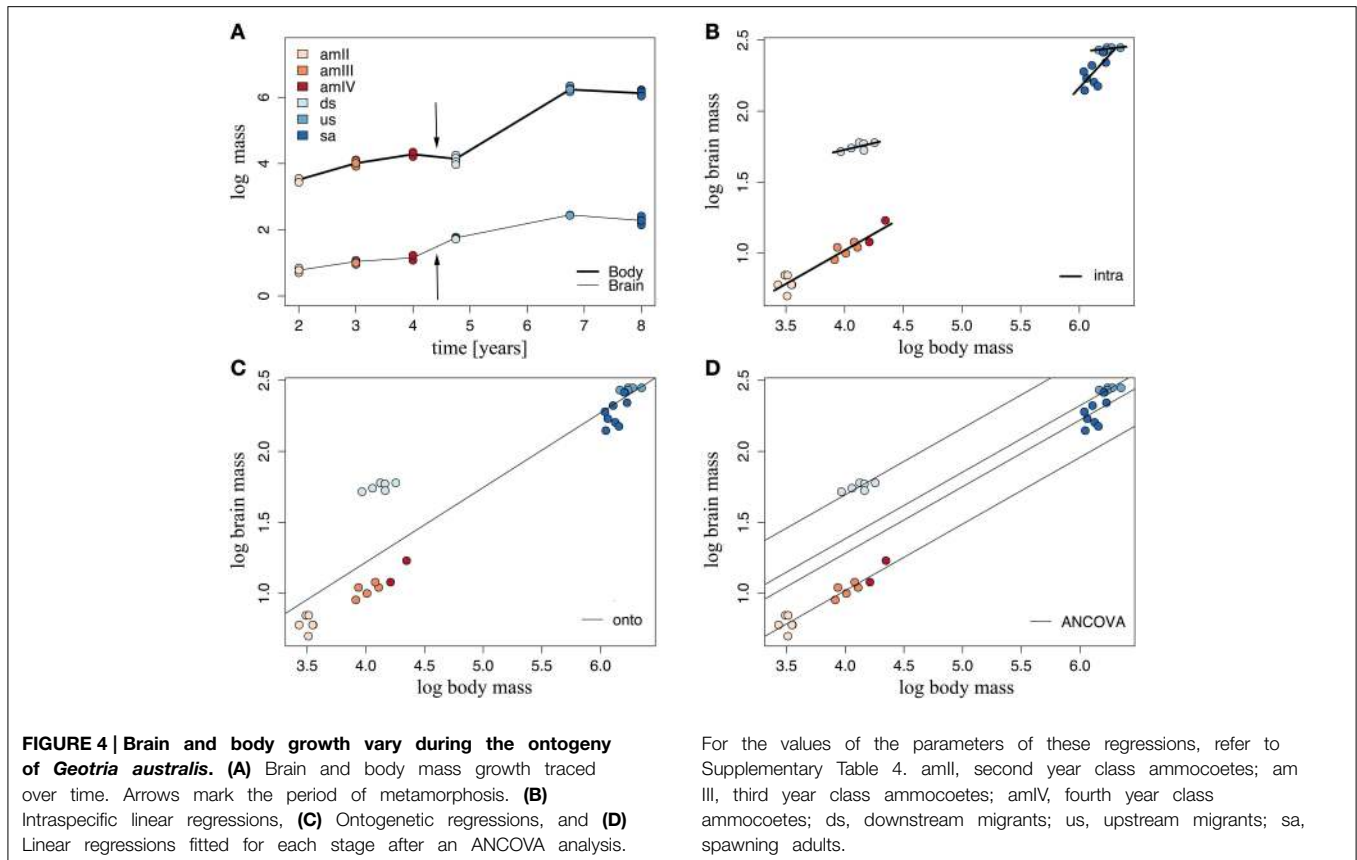 A
6
4
2
0
log mass
amII
amIII
amIV
ds
us
sa
Body
Brain
2 3 4 5 6 7 8
time [years]
B
2.5
2.0
1.5
1.0
log brain mass
intra
3.5 4.0 4.5 5.0 5.5 6.0
log body mass
C
2.5
2.0
1.5
1.0
log brain mass
onto
3.5 4.0 4.5 5.0 5.5 6.0
log body mass
D
2.5
2.0
1.5
1.0
log brain mass
ANCOVA
3.5 4.0 4.5 5.0 5.5 6.0
log body mass
FIGURE 4 | Brain and body growth vary during the ontogeny
of Geotria australis. (A) Brain and body mass growth traced
over time. Arrows mark the period of metamorphosis. (B)
Intraspecific linear regressions, (C) Ontogenetic regressions, and (D)
Linear regressions fitted for each stage after an ANCOVA analysis.
For the values of the parameters of these regressions, refer to
Supplementary Table 4. amII, second year class ammocoetes; am
III, third year class ammocoetes; amIV, fourth year class
ammocoetes; ds, downstream migrants; us, upstream migrants; sa,
spawning adults.